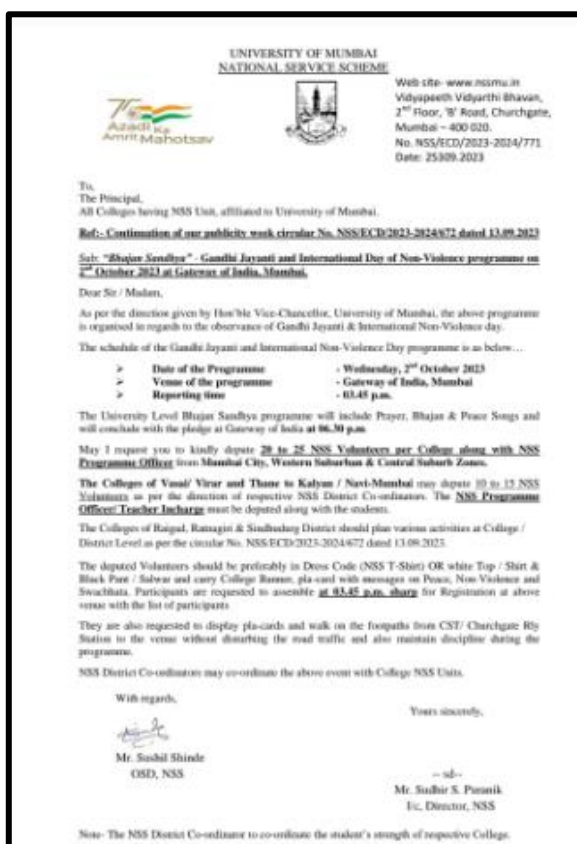 UNIVERSITY OF MUMBAI
NATIONAL SERVICE SCHEME
Azadi Ka
Amrit Mahotsav
Web site- www.nssmu.in
Vidyapeeth Vidyarthi Bhavan,
2nd Floor, 'B' Road, Churchgate,
Mumbai – 400 020.
No. NSS/ECD/2023-2024/771
Date: 25309.2023
To,
The Principal,
All Colleges having NSS Unit, affiliated to University of Mumbai.
Ref:- Continuation of our publicity work circular No. NSS/ECD/2023-2024/672 dated 13.09.2023
Sub: "Bhajan Sandhya" - Gandhi Jayanti and International Day of Non-Violence programme on
2nd October 2023 at Gateway of India, Mumbai.
Dear Sir / Madam,
As per the direction given by Hon'ble Vice-Chancellor, University of Mumbai, the above programme
is organised in regards to the observance of Gandhi Jayanti & International Non-Violence day.
The schedule of the Gandhi Jayanti and International Non-Violence Day programme is as below…
➢ Date of the Programme - Wednesday, 2nd October 2023
➢ Venue of the programme - Gateway of India, Mumbai
➢ Reporting time - 03.45 p.m.
The University Level Bhajan Sandhya programme will include Prayer, Bhajan & Peace Songs and
will conclude with the pledge at Gateway of India at 06.30 p.m.
May I request you to kindly depute 20 to 25 NSS Volunteers per College along with NSS
Programme Officer from Mumbai City, Western Suburban & Central Suburb Zones.
The Colleges of Vasai/ Virar and Thane to Kalyan / Navi-Mumbai may depute 10 to 15 NSS
Volunteers as per the direction of respective NSS District Co-ordinators. The NSS Programme
Officer/ Teacher Incharge must be deputed along with the students.
The Colleges of Raigad, Ratnagiri & Sindhudurg District should plan various activities at College /
District Level as per the circular No. NSS/ECD/2023-2024/672 dated 13.09.2023.
The deputed Volunteers should be preferably in Dress Code (NSS T-Shirt) OR white Top / Shirt &
Black Pant / Salwar and carry College Banner, pla-card with messages on Peace, Non-Violence and
Swachhata. Participants are requested to assemble at 03.45 p.m. sharp for Registration at above
venue with the list of participants
They are also requested to display pla-cards and walk on the footpaths from CST/ Churchgate Rly
Station to the venue without disturbing the road traffic and also maintain discipline during the
programme.
NSS District Co-ordinators may co-ordinate the above event with College NSS Units.
With regards,
Yours sincerely,
Mr. Sushil Shinde
OSD, NSS
-- sd--
Mr. Sudhir S. Puranik
I/c, Director, NSS
Note- The NSS District Co-ordinator to co-ordinate the student's strength of respective College.